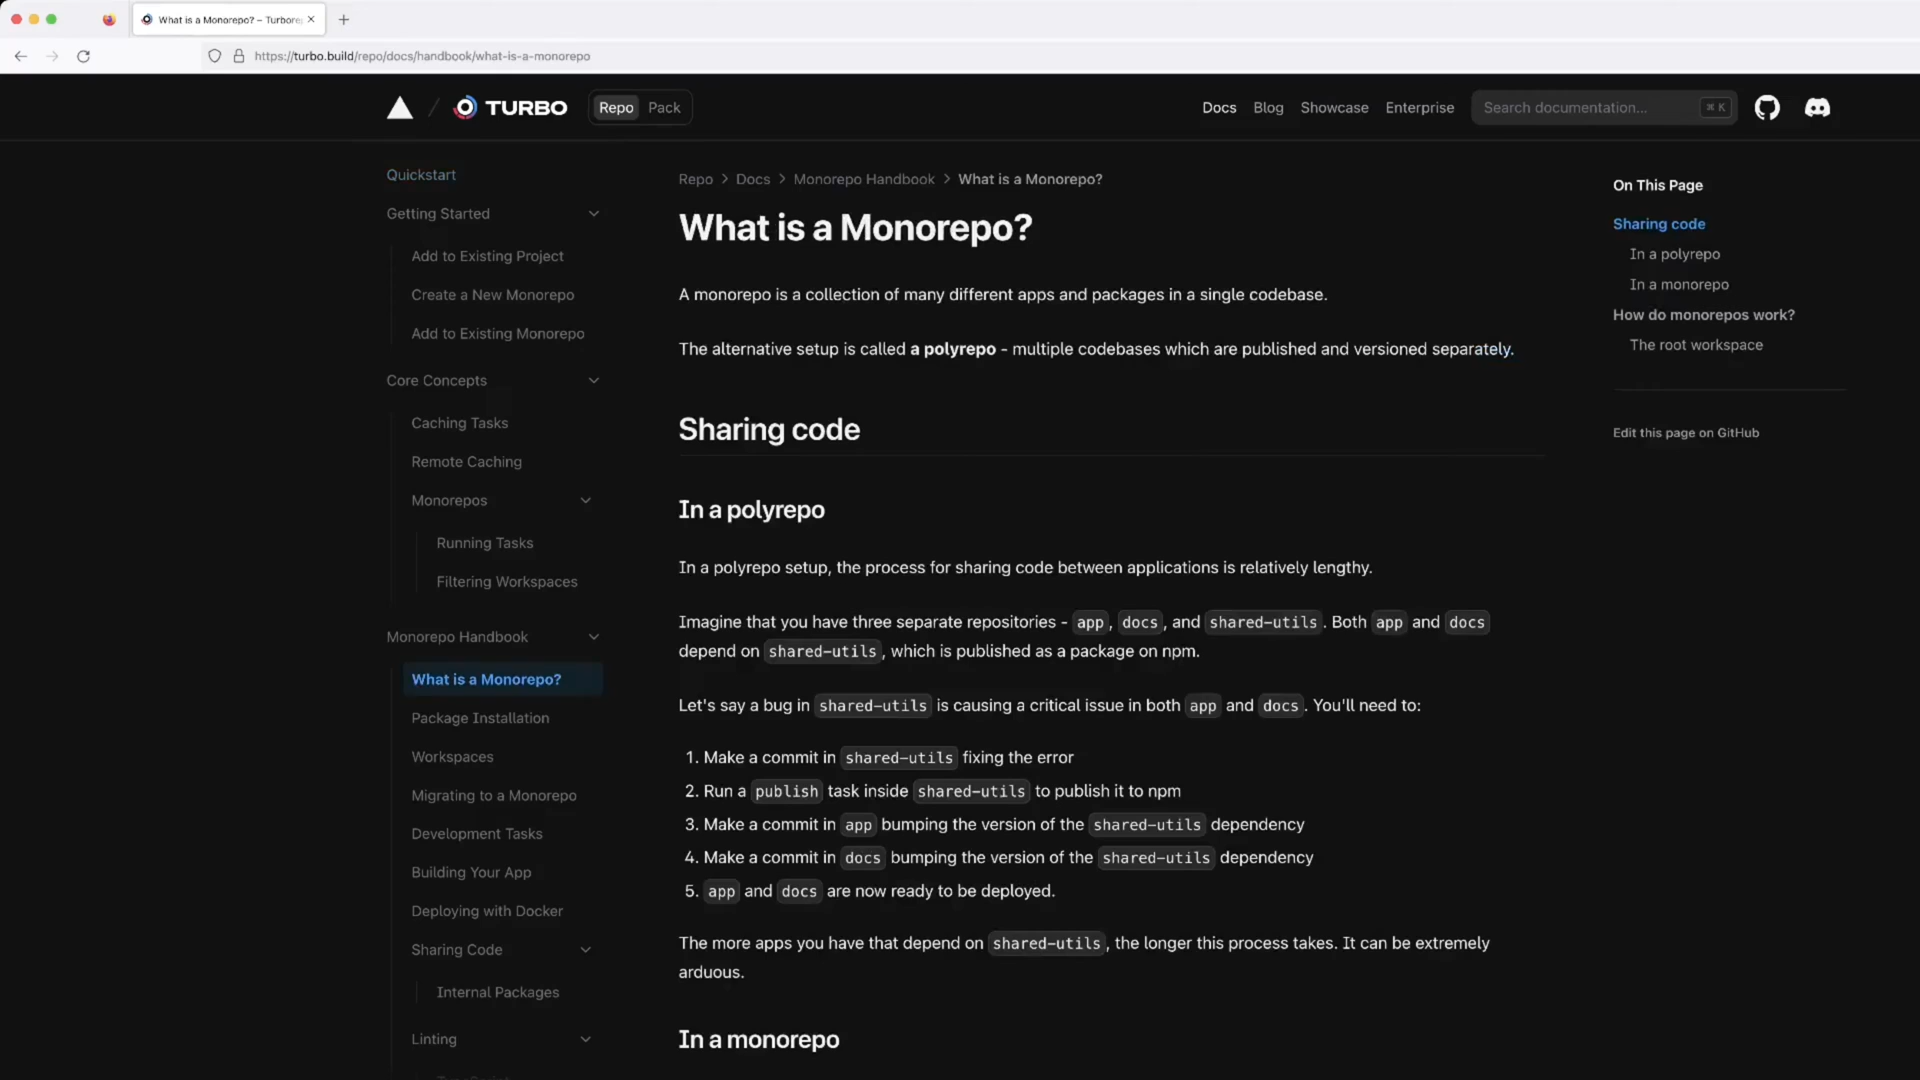 What is a Monorepo? – Turbore
https://turbo.build/repo/docs/handbook/what-is-a-monorepo
TURBO
Repo
Pack
Docs
Blog
Showcase
Enterprise
Search documentation...
⌘ K
Quickstart
Getting Started
Add to Existing Project
Create a New Monorepo
Add to Existing Monorepo
Core Concepts
Caching Tasks
Remote Caching
Monorepos
Running Tasks
Filtering Workspaces
Monorepo Handbook
What is a Monorepo?
Package Installation
Workspaces
Migrating to a Monorepo
Development Tasks
Building Your App
Deploying with Docker
Sharing Code
Internal Packages
Linting
Repo > Docs > Monorepo Handbook > What is a Monorepo?
What is a Monorepo?
A monorepo is a collection of many different apps and packages in a single codebase.
The alternative setup is called a polyrepo - multiple codebases which are published and versioned separately.
Sharing code
In a polyrepo
In a polyrepo setup, the process for sharing code between applications is relatively lengthy.
Imagine that you have three separate repositories - app, docs, and shared-utils. Both app and docs
depend on shared-utils, which is published as a package on npm.
Let's say a bug in shared-utils is causing a critical issue in both app and docs. You'll need to:
1. Make a commit in shared-utils fixing the error
2. Run a publish task inside shared-utils to publish it to npm
3. Make a commit in app bumping the version of the shared-utils dependency
4. Make a commit in docs bumping the version of the shared-utils dependency
5. app and docs are now ready to be deployed.
The more apps you have that depend on shared-utils, the longer this process takes. It can be extremely
arduous.
In a monorepo
On This Page
Sharing code
In a polyrepo
In a monorepo
How do monorepos work?
The root workspace
Edit this page on GitHub